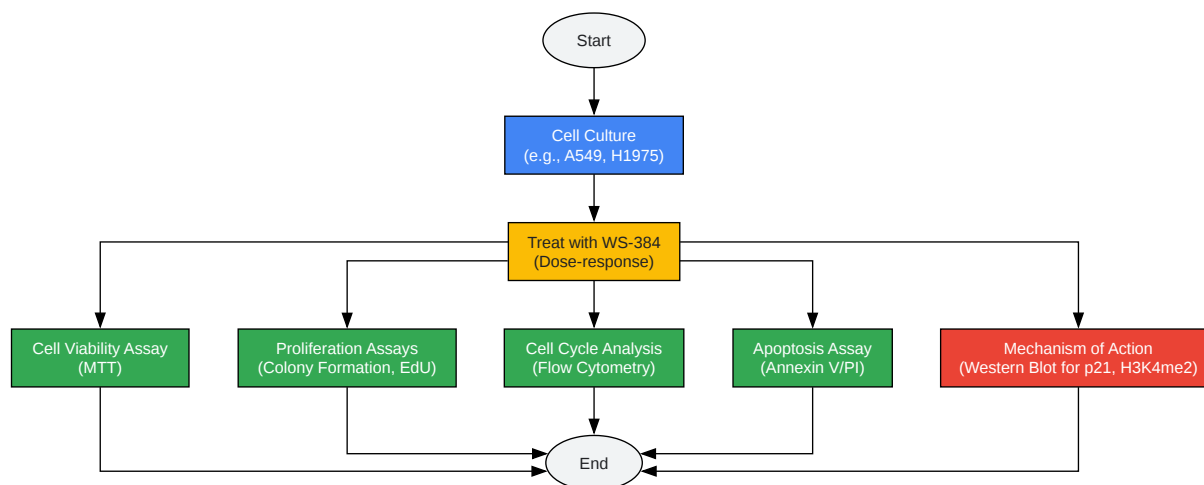 Start
Cell Culture
(e.g., A549, H1975)
Treat with WS-384
(Dose-response)
Cell Viability Assay
(MTT)
Proliferation Assays
(Colony Formation, EdU)
Cell Cycle Analysis
(Flow Cytometry)
Apoptosis Assay
(Annexin V/PI)
Mechanism of Action
(Western Blot for p21, H3K4me2)
End